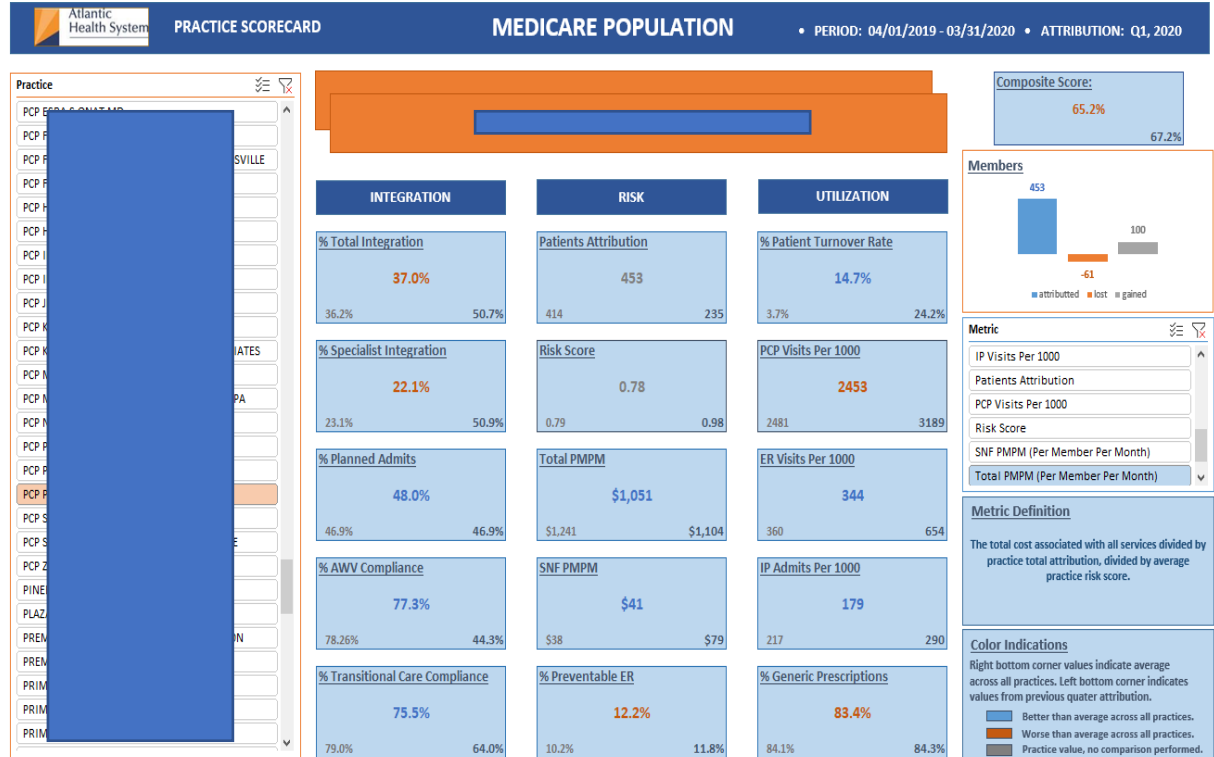 Atlantic
Health System
PRACTICE SCORECARD
MEDICARE POPULATION
• PERIOD: 04/01/2019 - 03/31/2020 • ATTRIBUTION: Q1, 2020
Practice
PCP
PCP F
PCP F SVILLE
PCP F
PCP H
PCP H
PCP I
PCP I
PCP J
PCP K
PCP K IATES
PCP N
PCP N PA
PCP N
PCP P
PCP P
PCP P
PCP S
PCP S E
PCP Z
PINE
PLAZ
PREM ON
PREM
PRIM
PRIM
PRIM
INTEGRATION
% Total Integration
37.0%
36.2% 50.7%
% Specialist Integration
22.1%
23.1% 50.9%
% Planned Admits
48.0%
46.9% 46.9%
% AWV Compliance
77.3%
78.26% 44.3%
% Transitional Care Compliance
75.5%
79.0% 64.0%
RISK
Patients Attribution
453
414 235
Risk Score
0.78
0.79 0.98
Total PMPM
$1,051
$1,241 $1,104
SNF PMPM
$41
$38 $79
% Preventable ER
12.2%
10.2% 11.8%
UTILIZATION
% Patient Turnover Rate
14.7%
3.7% 24.2%
PCP Visits Per 1000
2453
2481 3189
ER Visits Per 1000
344
360 654
IP Admits Per 1000
179
217 290
% Generic Prescriptions
83.4%
84.1% 84.3%
Composite Score:
65.2%
67.2%
Members
453
100
-61
attributted lost gained
Metric
IP Visits Per 1000
Patients Attribution
PCP Visits Per 1000
Risk Score
SNF PMPM (Per Member Per Month)
Total PMPM (Per Member Per Month)
Metric Definition
The total cost associated with all services divided by
practice total attribution, divided by average
practice risk score.
Color Indications
Right bottom corner values indicate average
across all practices. Left bottom corner indicates
values from previous quater attribution.
Better than average across all practices.
Worse than average across all practices.
Practice value, no comparison performed.